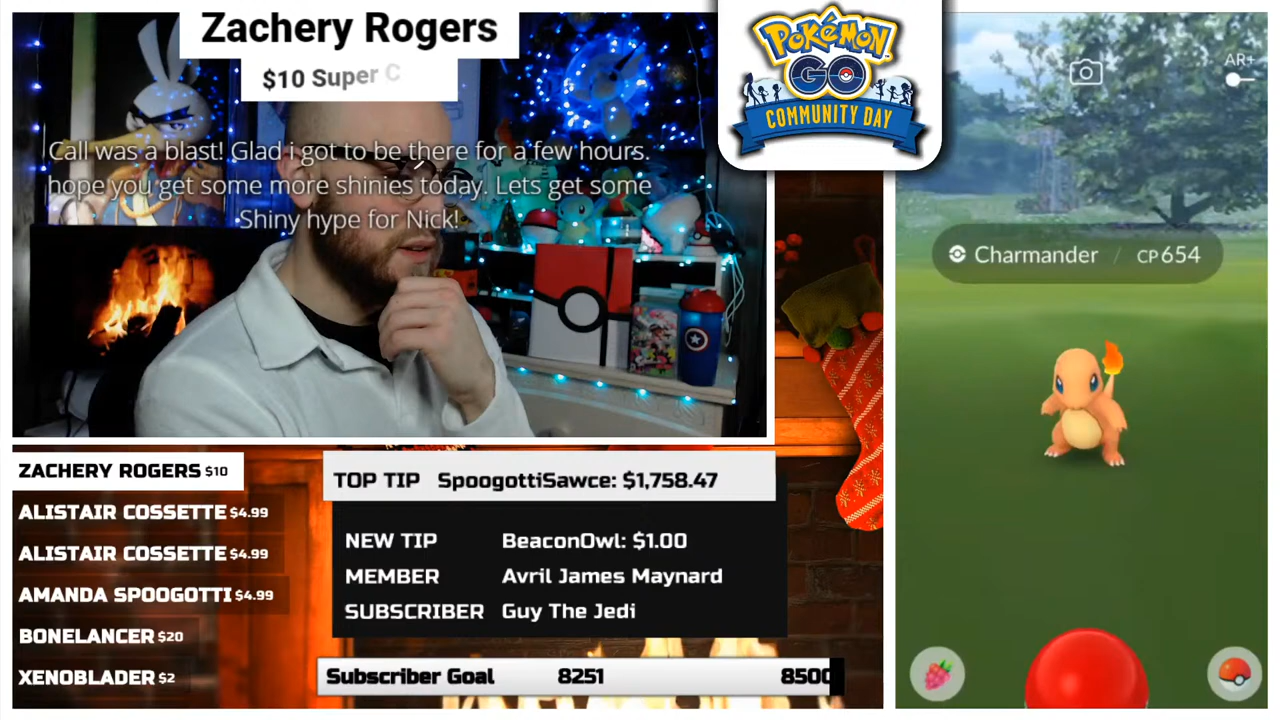 Zachery Rogers
$10 Super C
Call was a blast! Glad i got to be there for a few hours.
hope you get some more shinies today. Lets get some
Shiny hype for Nick!
POKÉMON
GO
COMMUNITY DAY
AR+
Charmander / CP654
ZACHERY ROGERS $10
ALISTAIR COSSETTE $4.99
ALISTAIR COSSETTE $4.99
AMANDA SPOOGOTTI $4.99
BONELANCER $20
XENOBLADER $2
TOP TIP SpoogottiSawce: $1,758.47
NEW TIP BeaconOwl: $1.00
MEMBER Avril James Maynard
SUBSCRIBER Guy The Jedi
Subscriber Goal 8251 8500